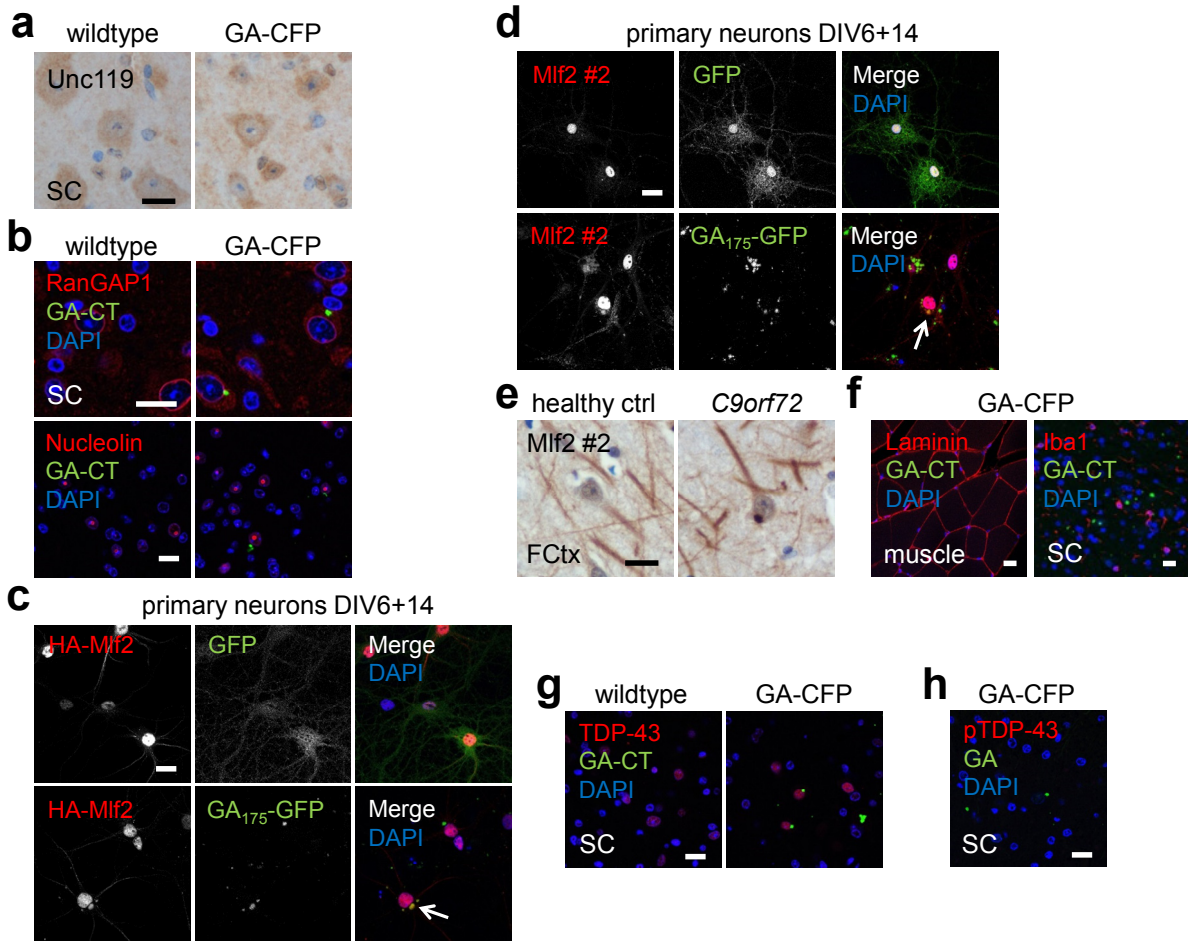 a
wildtype GA-CFP
Unc119
SC
b
wildtype GA-CFP
RanGAP1
GA-CT
DAPI
SC
Nucleolin
GA-CT
DAPI
c
primary neurons DIV6+14
HA-Mlf2 GFP Merge
DAPI
HA-Mlf2 GA175-GFP Merge
DAPI
d
primary neurons DIV6+14
Mlf2 #2 GFP Merge
DAPI
Mlf2 #2 GA175-GFP Merge
DAPI
e
healthy ctrl C9orf72
Mlf2 #2
FCtx
f
GA-CFP
Laminin Iba1
GA-CT GA-CT
DAPI DAPI
muscle SC
g
wildtype GA-CFP
TDP-43
GA-CT
DAPI
SC
h
GA-CFP
pTDP-43
GA
DAPI
SC